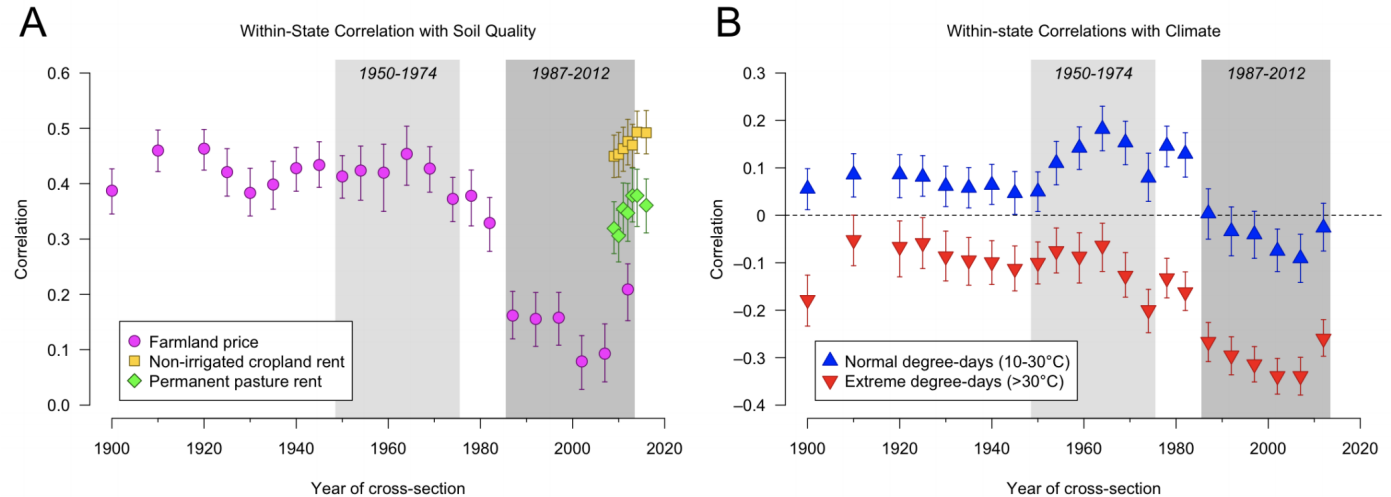 A
Within-State Correlation with Soil Quality
1950-1974
1987-2012
0.6
0.5
0.4
0.3
0.2
0.1
0.0
Correlation
Farmland price
Non-irrigated cropland rent
Permanent pasture rent
1900 1920 1940 1960 1980 2000 2020
Year of cross-section
B
Within-state Correlations with Climate
1950-1974
1987-2012
0.3
0.2
0.1
0
−0.1
−0.2
−0.3
−0.4
Correlation
Normal degree-days (10-30°C)
Extreme degree-days (>30°C)
1900 1920 1940 1960 1980 2000 2020
Year of cross-section